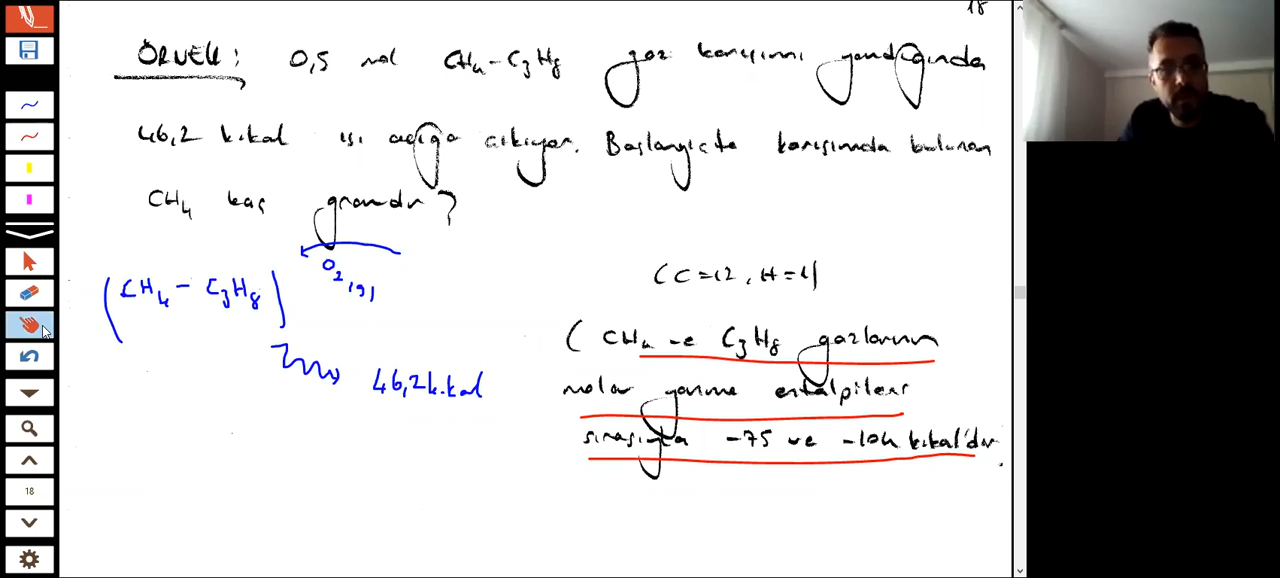 18
ÖRNEK: 0,5 mol CH4-C3H8 gaz karışımı yandığında
46,2 kkal ısı açığa çıkıyor. Başlangıçta karışımda bulunan
CH4 kaç gramdır?
O2(g)
(C=12, H=1)
(CH4 - C3H8)
46,2 kkal
(CH4 ve C3H8 gazlarının
molar yanma entalpileri
sırasıyla -75 ve -104 kkal'dir.
18